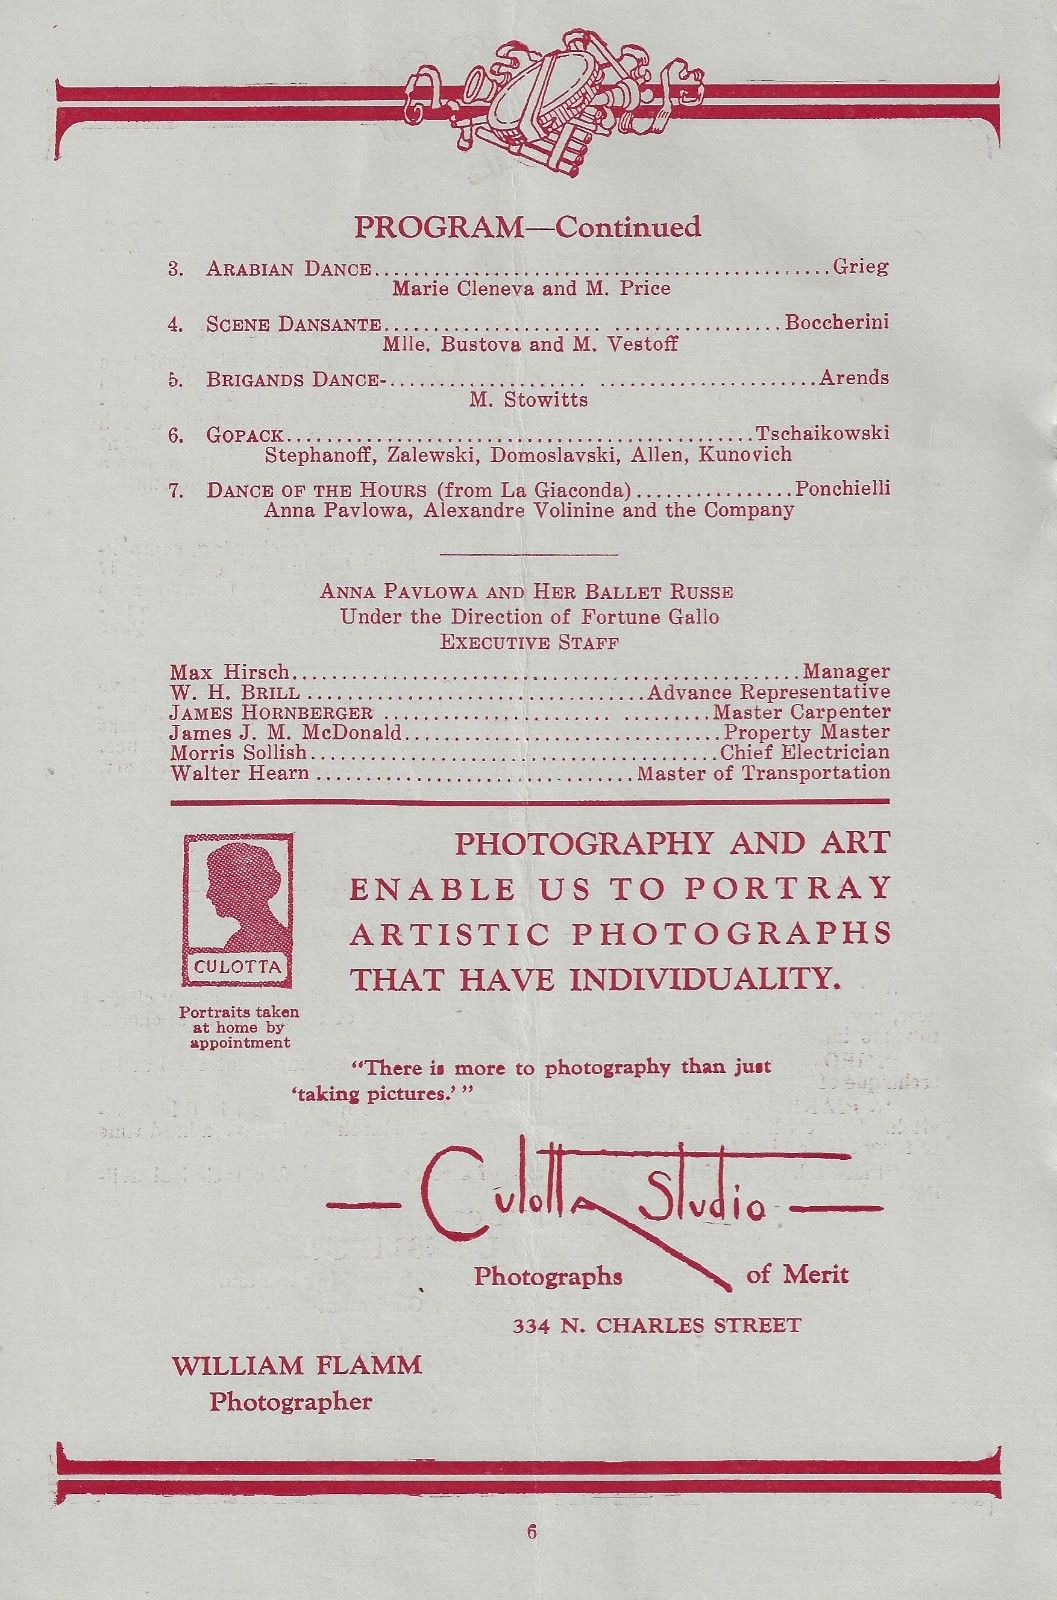 PROGRAM—Continued
3. ARABIAN DANCE............................................Grieg
Marie Cleneva and M. Price
4. SCENE DANSANTE..................... ................Boccherini
Mlle. Bustova and M. Vestoff
5. BRIGANDS DANCE-................... .....................Arends
M. Stowitts
6. GOPACK.............................................Tschaikowski
Stephanoff, Zalewski, Domoslavski, Allen, Kunovich
7. DANCE OF THE HOURS (from La Giaconda)................Ponchielli
Anna Pavlowa, Alexandre Volinine and the Company
ANNA PAVLOWA AND HER BALLET RUSSE
Under the Direction of Fortune Gallo
EXECUTIVE STAFF
Max Hirsch.................................................Manager
W. H. BRILL .................................Advance Representative
JAMES HORNBERGER ...................... .........Master Carpenter
James J. M. McDonald...............................Property Master
Morris Sollish........................................Chief Electrician
Walter Hearn ...............................Master of Transportation
PHOTOGRAPHY AND ART
ENABLE US TO PORTRAY
ARTISTIC PHOTOGRAPHS
THAT HAVE INDIVIDUALITY.
CULOTTA
Portraits taken
at home by
appointment
"There is more to photography than just
'taking pictures.' "
— Culotta Studio —
Photographs of Merit
334 N. CHARLES STREET
WILLIAM FLAMM
Photographer
6